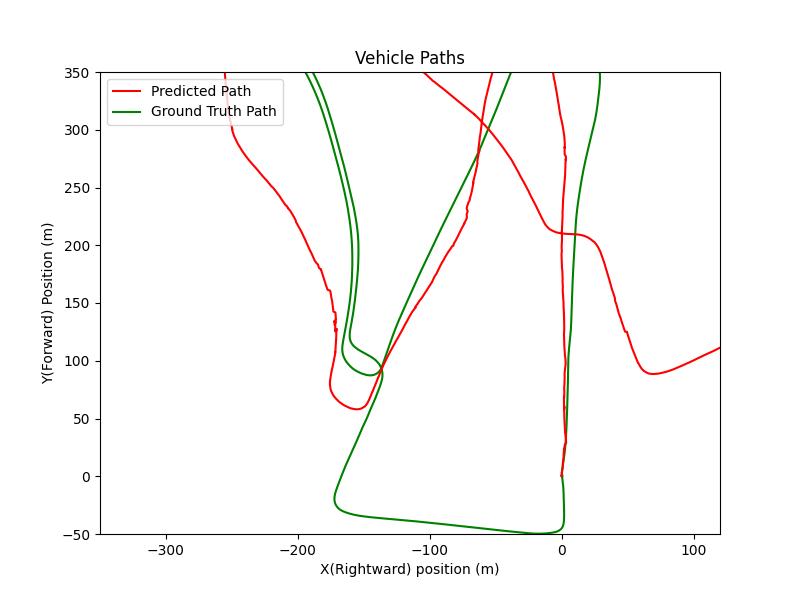 Vehicle Paths
Predicted Path
Ground Truth Path
350
300
250
200
150
100
50
0
−50
Y(Forward) Position (m)
−300
−200
−100
0
100
X(Rightward) position (m)